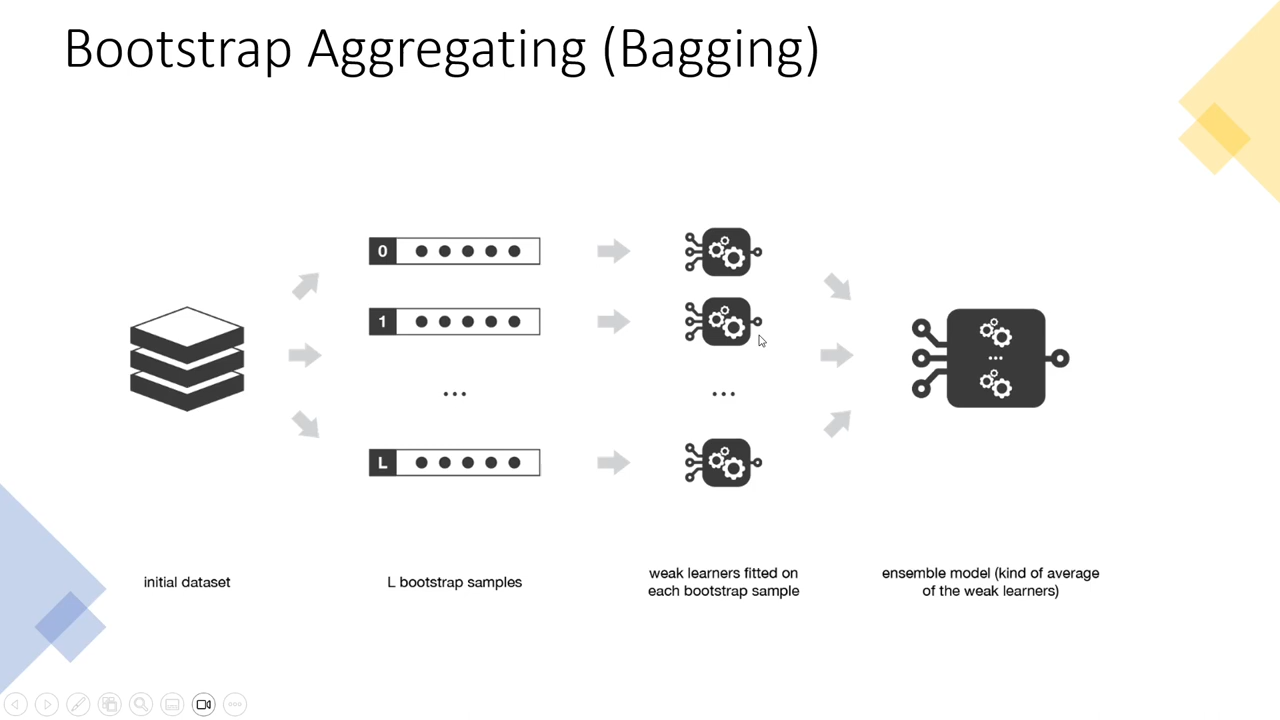 Bootstrap Aggregating (Bagging)
0
1
...
...
...
L
initial dataset
L bootstrap samples
weak learners fitted on
each bootstrap sample
ensemble model (kind of average
of the weak learners)